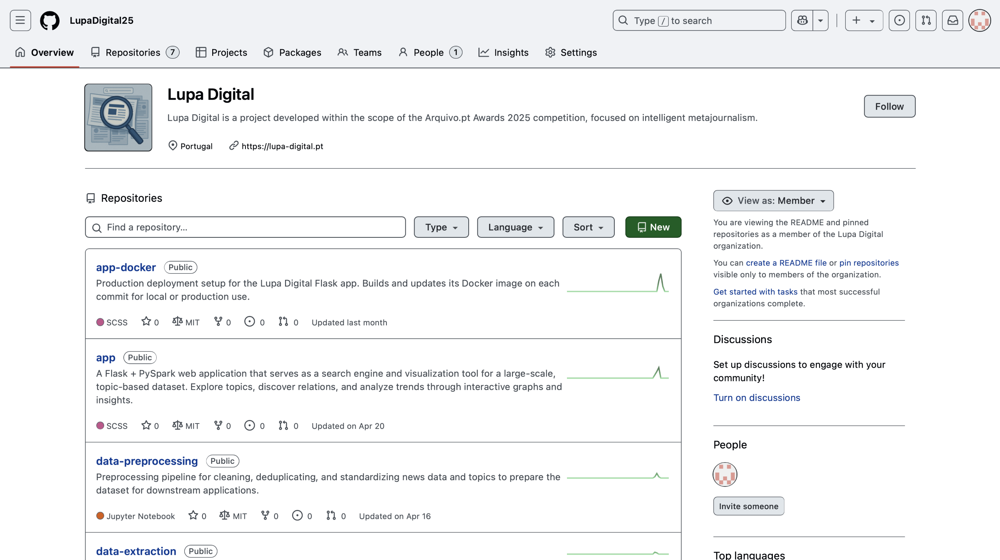 LupaDigital25
Type / to search
Overview
Repositories 7
Projects
Packages
Teams
People 1
Insights
Settings
Lupa Digital
Lupa Digital is a project developed within the scope of the Arquivo.pt Awards 2025 competition, focused on intelligent metajournalism.
Portugal
https://lupa-digital.pt
Follow
Repositories
Find a repository...
Type
Language
Sort
New
app-docker Public
Production deployment setup for the Lupa Digital Flask app. Builds and updates its Docker image on each
commit for local or production use.
SCSS 0 MIT 0 0 0 Updated last month
app Public
A Flask + PySpark web application that serves as a search engine and visualization tool for a large-scale,
topic-based dataset. Explore topics, discover relations, and analyze trends through interactive graphs and
insights.
SCSS 0 MIT 0 0 0 Updated on Apr 20
data-preprocessing Public
Preprocessing pipeline for cleaning, deduplicating, and standardizing news data and topics to prepare the
dataset for downstream applications.
Jupyter Notebook 0 MIT 0 0 0 Updated on Apr 16
data-extraction Public
View as: Member
You are viewing the README and pinned
repositories as a member of the Lupa Digital
organization.
You can create a README file or pin repositories
visible only to members of the organization.
Get started with tasks that most successful
organizations complete.
Discussions
Set up discussions to engage with your
community!
Turn on discussions
People
Invite someone
Top languages